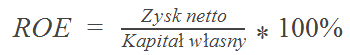 ROE = Zysk netto / Kapitał własny * 100%